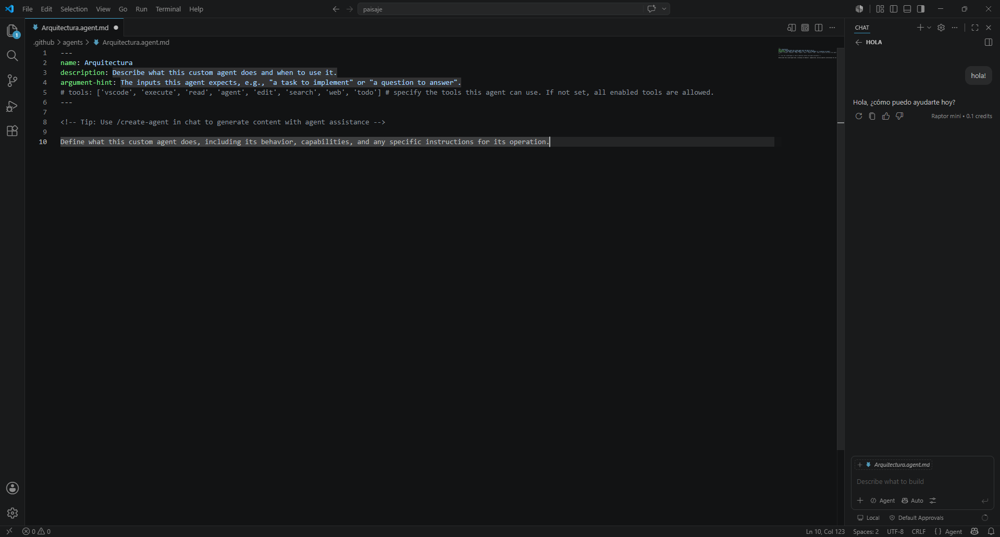 File Edit Selection View Go Run Terminal Help
paisaje
Arquitectura.agent.md
.github > agents > Arquitectura.agent.md
1 ---
2 name: Arquitectura
3 description: Describe what this custom agent does and when to use it.
4 argument-hint: The inputs this agent expects, e.g., "a task to implement" or "a question to answer".
5 # tools: ['vscode', 'execute', 'read', 'agent', 'edit', 'search', 'web', 'todo'] # specify the tools this agent can use. If not set, all enabled tools are allowed.
6 ---
7
8 <!-- Tip: Use /create-agent in chat to generate content with agent assistance -->
9
10 Define what this custom agent does, including its behavior, capabilities, and any specific instructions for its operation.
CHAT
HOLA
hola!
Hola, ¿cómo puedo ayudarte hoy?
Raptor mini • 0.1 credits
Arquitectura.agent.md
Describe what to build
Agent Auto
Local Default Approvals
1
0 0
Ln 10, Col 123 Spaces: 2 UTF-8 CRLF { } Agent